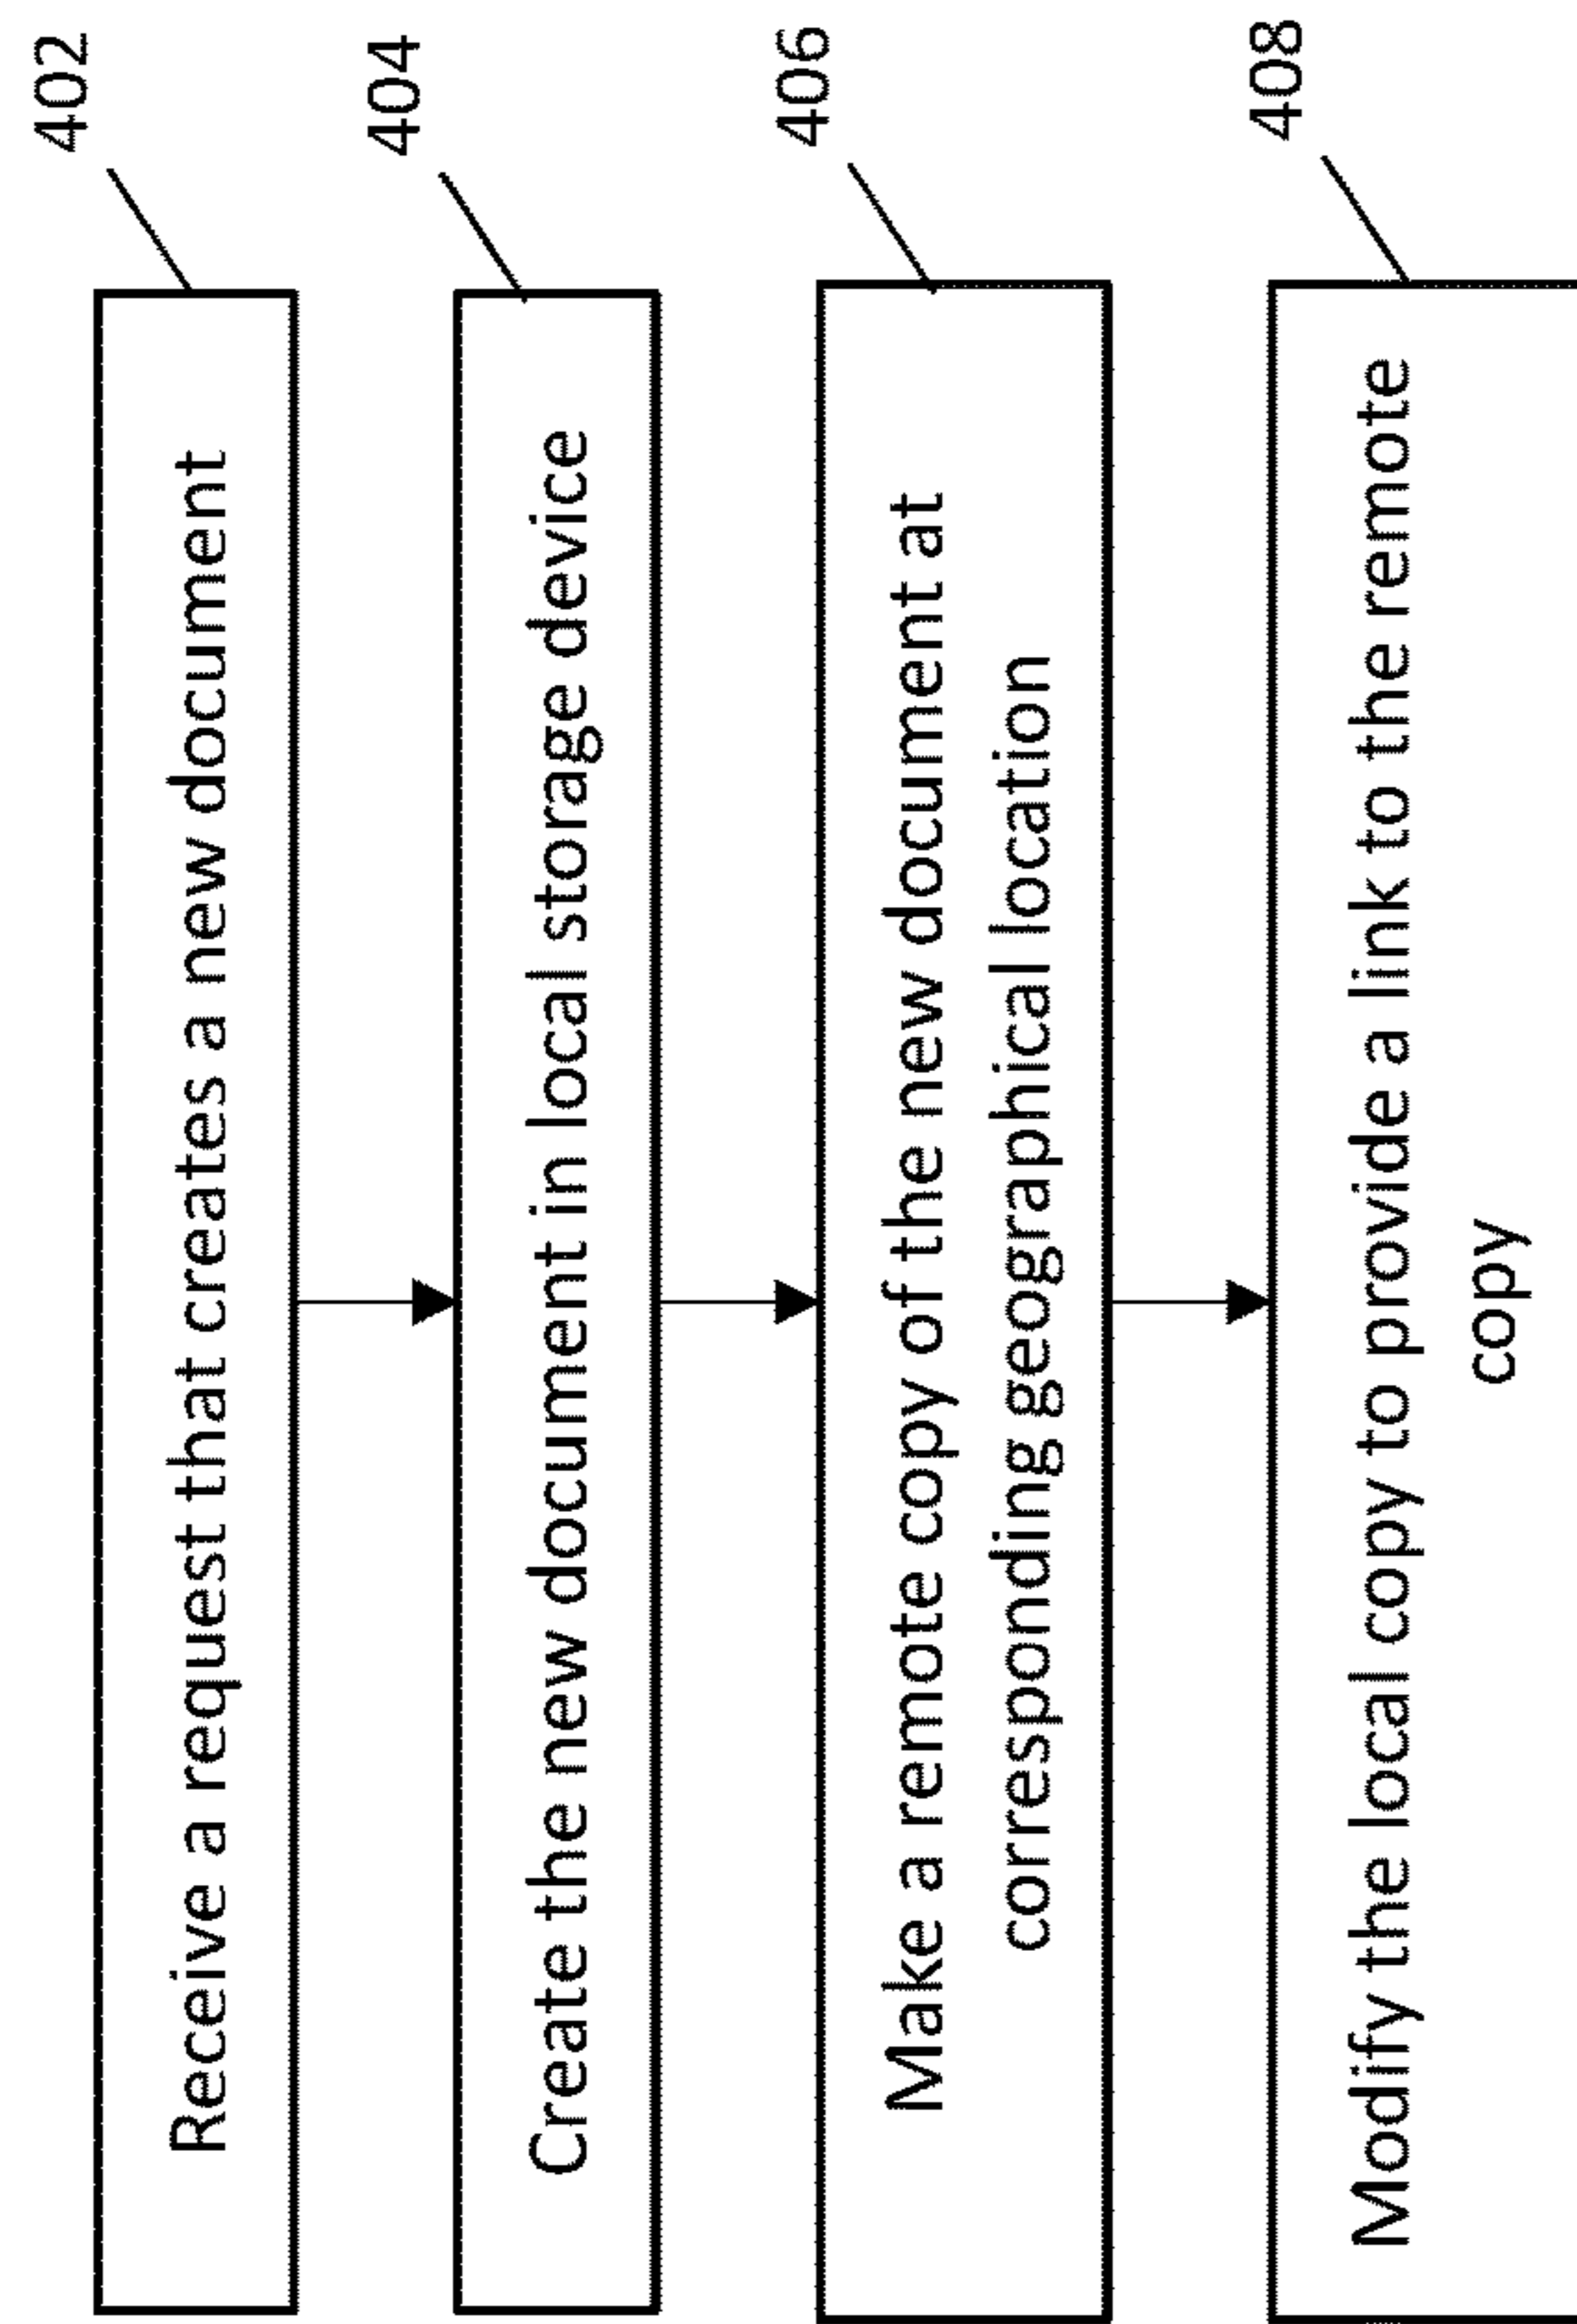 402
Receive a request that creates a new document
404
Create the new document in local storage device
406
Make a remote copy of the new document at
corresponding geographical location
408
Modify the local copy to provide a link to the remote
copy